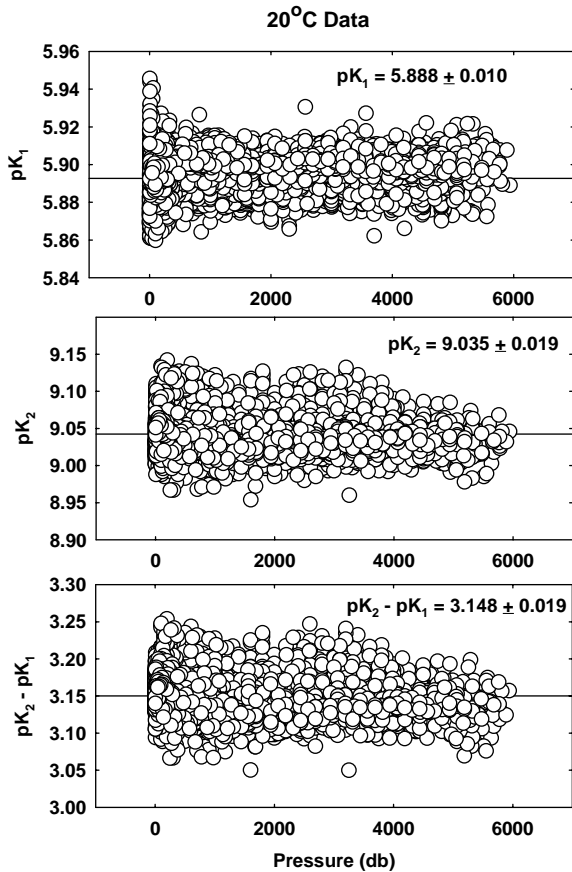 20°C Data
5.96
5.94
5.92
5.90
5.88
5.86
5.84
pK₁
pK₁ = 5.888 ± 0.010
0 2000 4000 6000
9.15
9.10
9.05
9.00
8.95
8.90
pK₂
pK₂ = 9.035 ± 0.019
0 2000 4000 6000
3.30
3.25
3.20
3.15
3.10
3.05
3.00
pK₂ - pK₁
pK₂ - pK₁ = 3.148 ± 0.019
0 2000 4000 6000
Pressure (db)